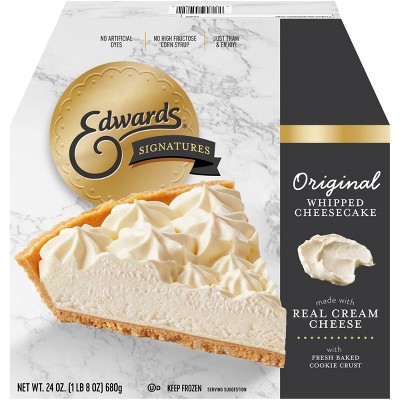 NO ARTIFICIAL
DYES
NO HIGH FRUCTOSE
CORN SYRUP
JUST THAW
& ENJOY!
Edwards
SIGNATURES
Original
WHIPPED
CHEESECAKE
made with
REAL CREAM
CHEESE
with
FRESH BAKED
COOKIE CRUST
NET WT. 24 OZ. (1 LB 8 OZ) 680g
U D KEEP FROZEN SERVING SUGGESTION